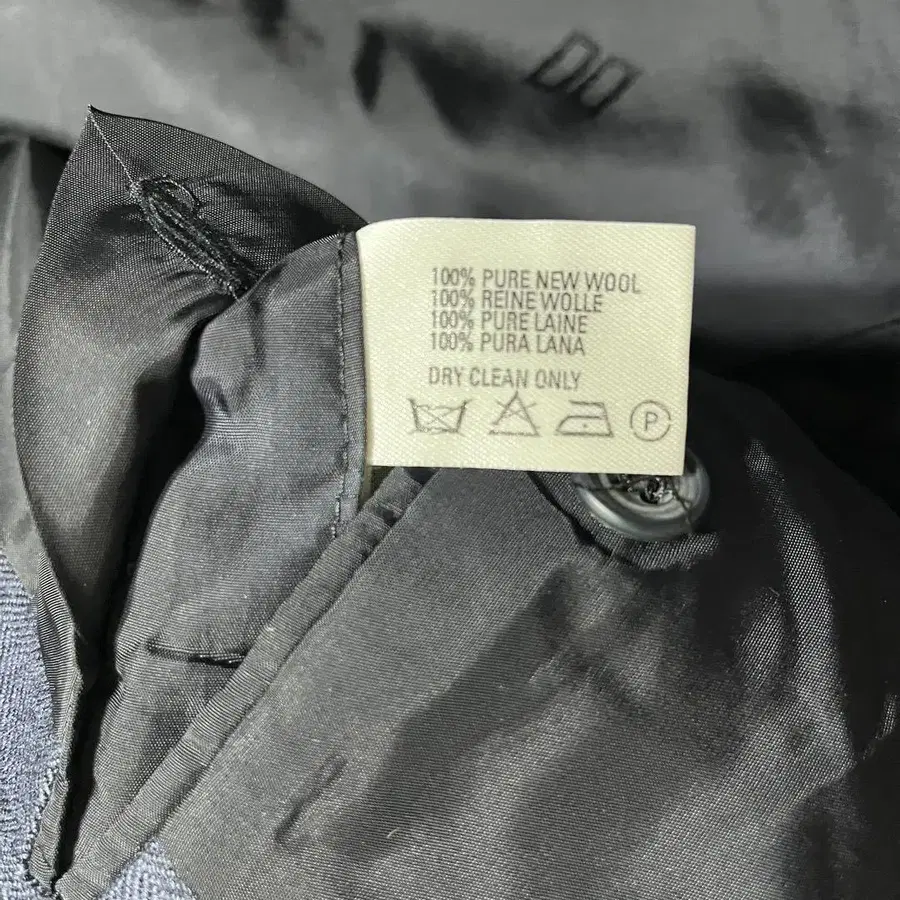 100% PURE NEW WOOL
100% REINE WOLLE
100% PURE LAINE
100% PURA LANA
DRY CLEAN ONLY
P